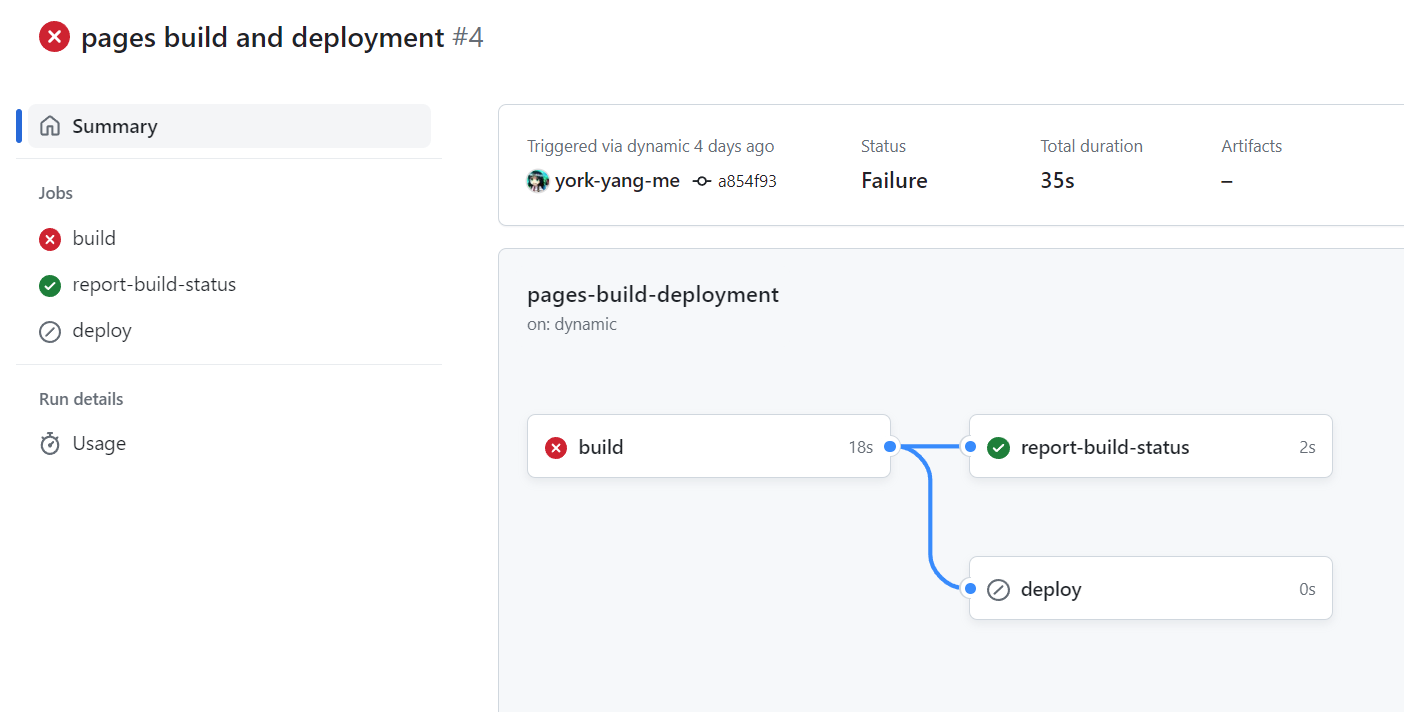 pages build and deployment #4
Summary
Jobs
build
report-build-status
deploy
Run details
Usage
Triggered via dynamic 4 days ago
york-yang-me a854f93
Status
Failure
Total duration
35s
Artifacts
–
pages-build-deployment
on: dynamic
build 18s
report-build-status 2s
deploy 0s